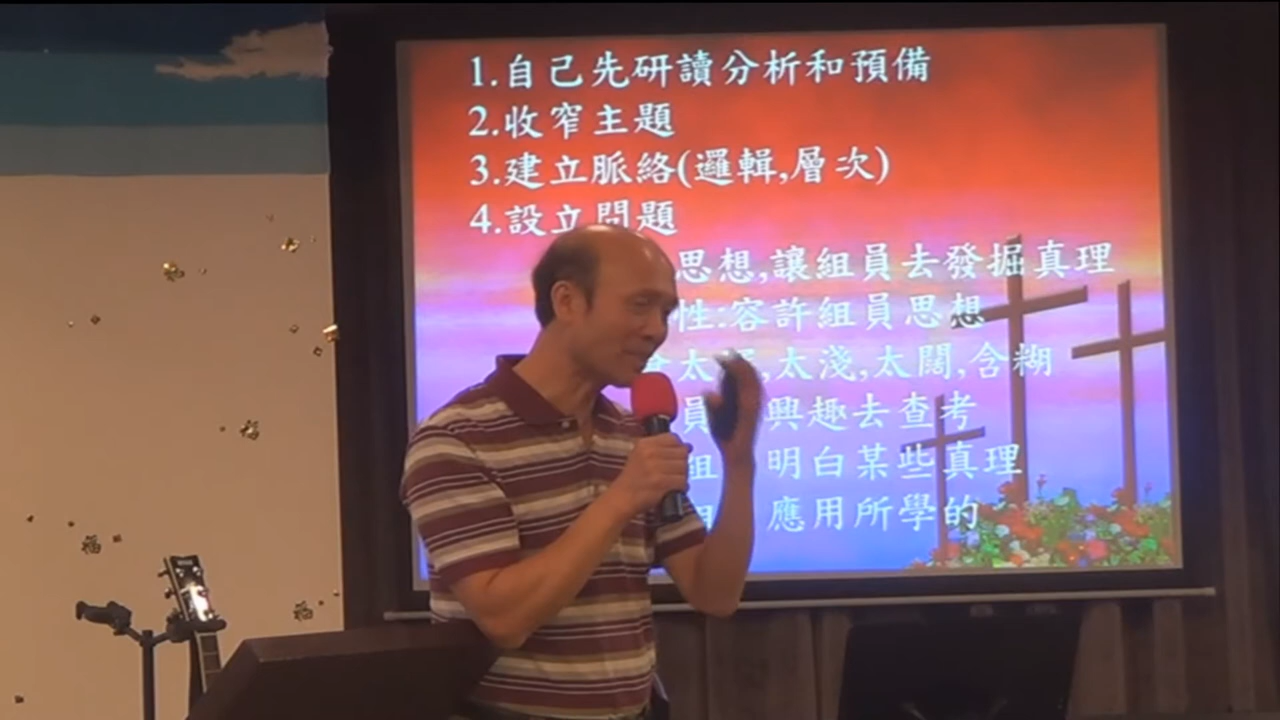 1.自己先研讀分析和預備
2.收窄主題
3.建立脈絡(邏輯,層次)
4.設立問題
思想,讓組員去發掘真理
性:容許組員思想
太,太淺,太闊,含糊
員 興趣去查考
組 明白某些真理
應用所學的
福